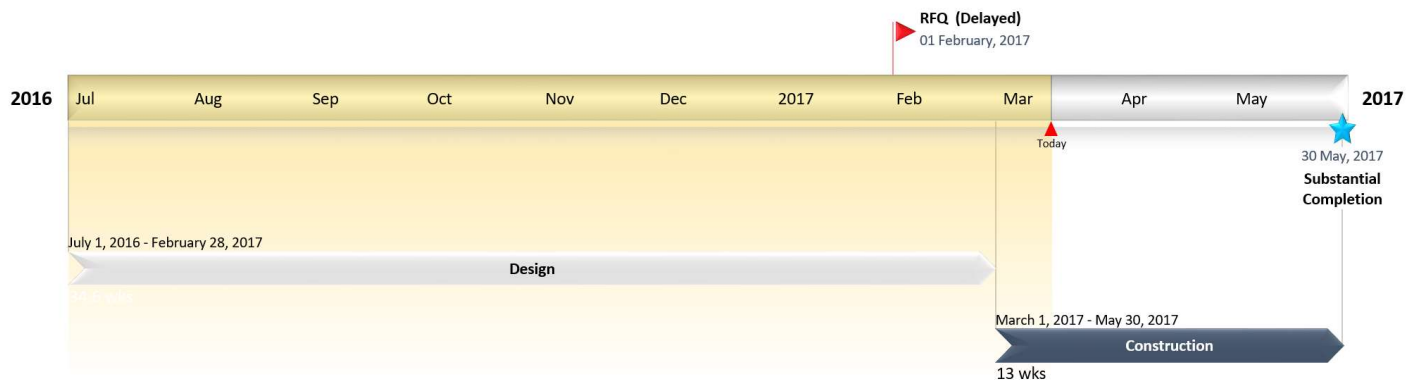 RFQ (Delayed)
01 February, 2017
2016 Jul Aug Sep Oct Nov Dec 2017 Feb Mar Apr May 2017
Today
30 May, 2017
Substantial
Completion
July 1, 2016 - February 28, 2017
Design
March 1, 2017 - May 30, 2017
Construction
13 wks